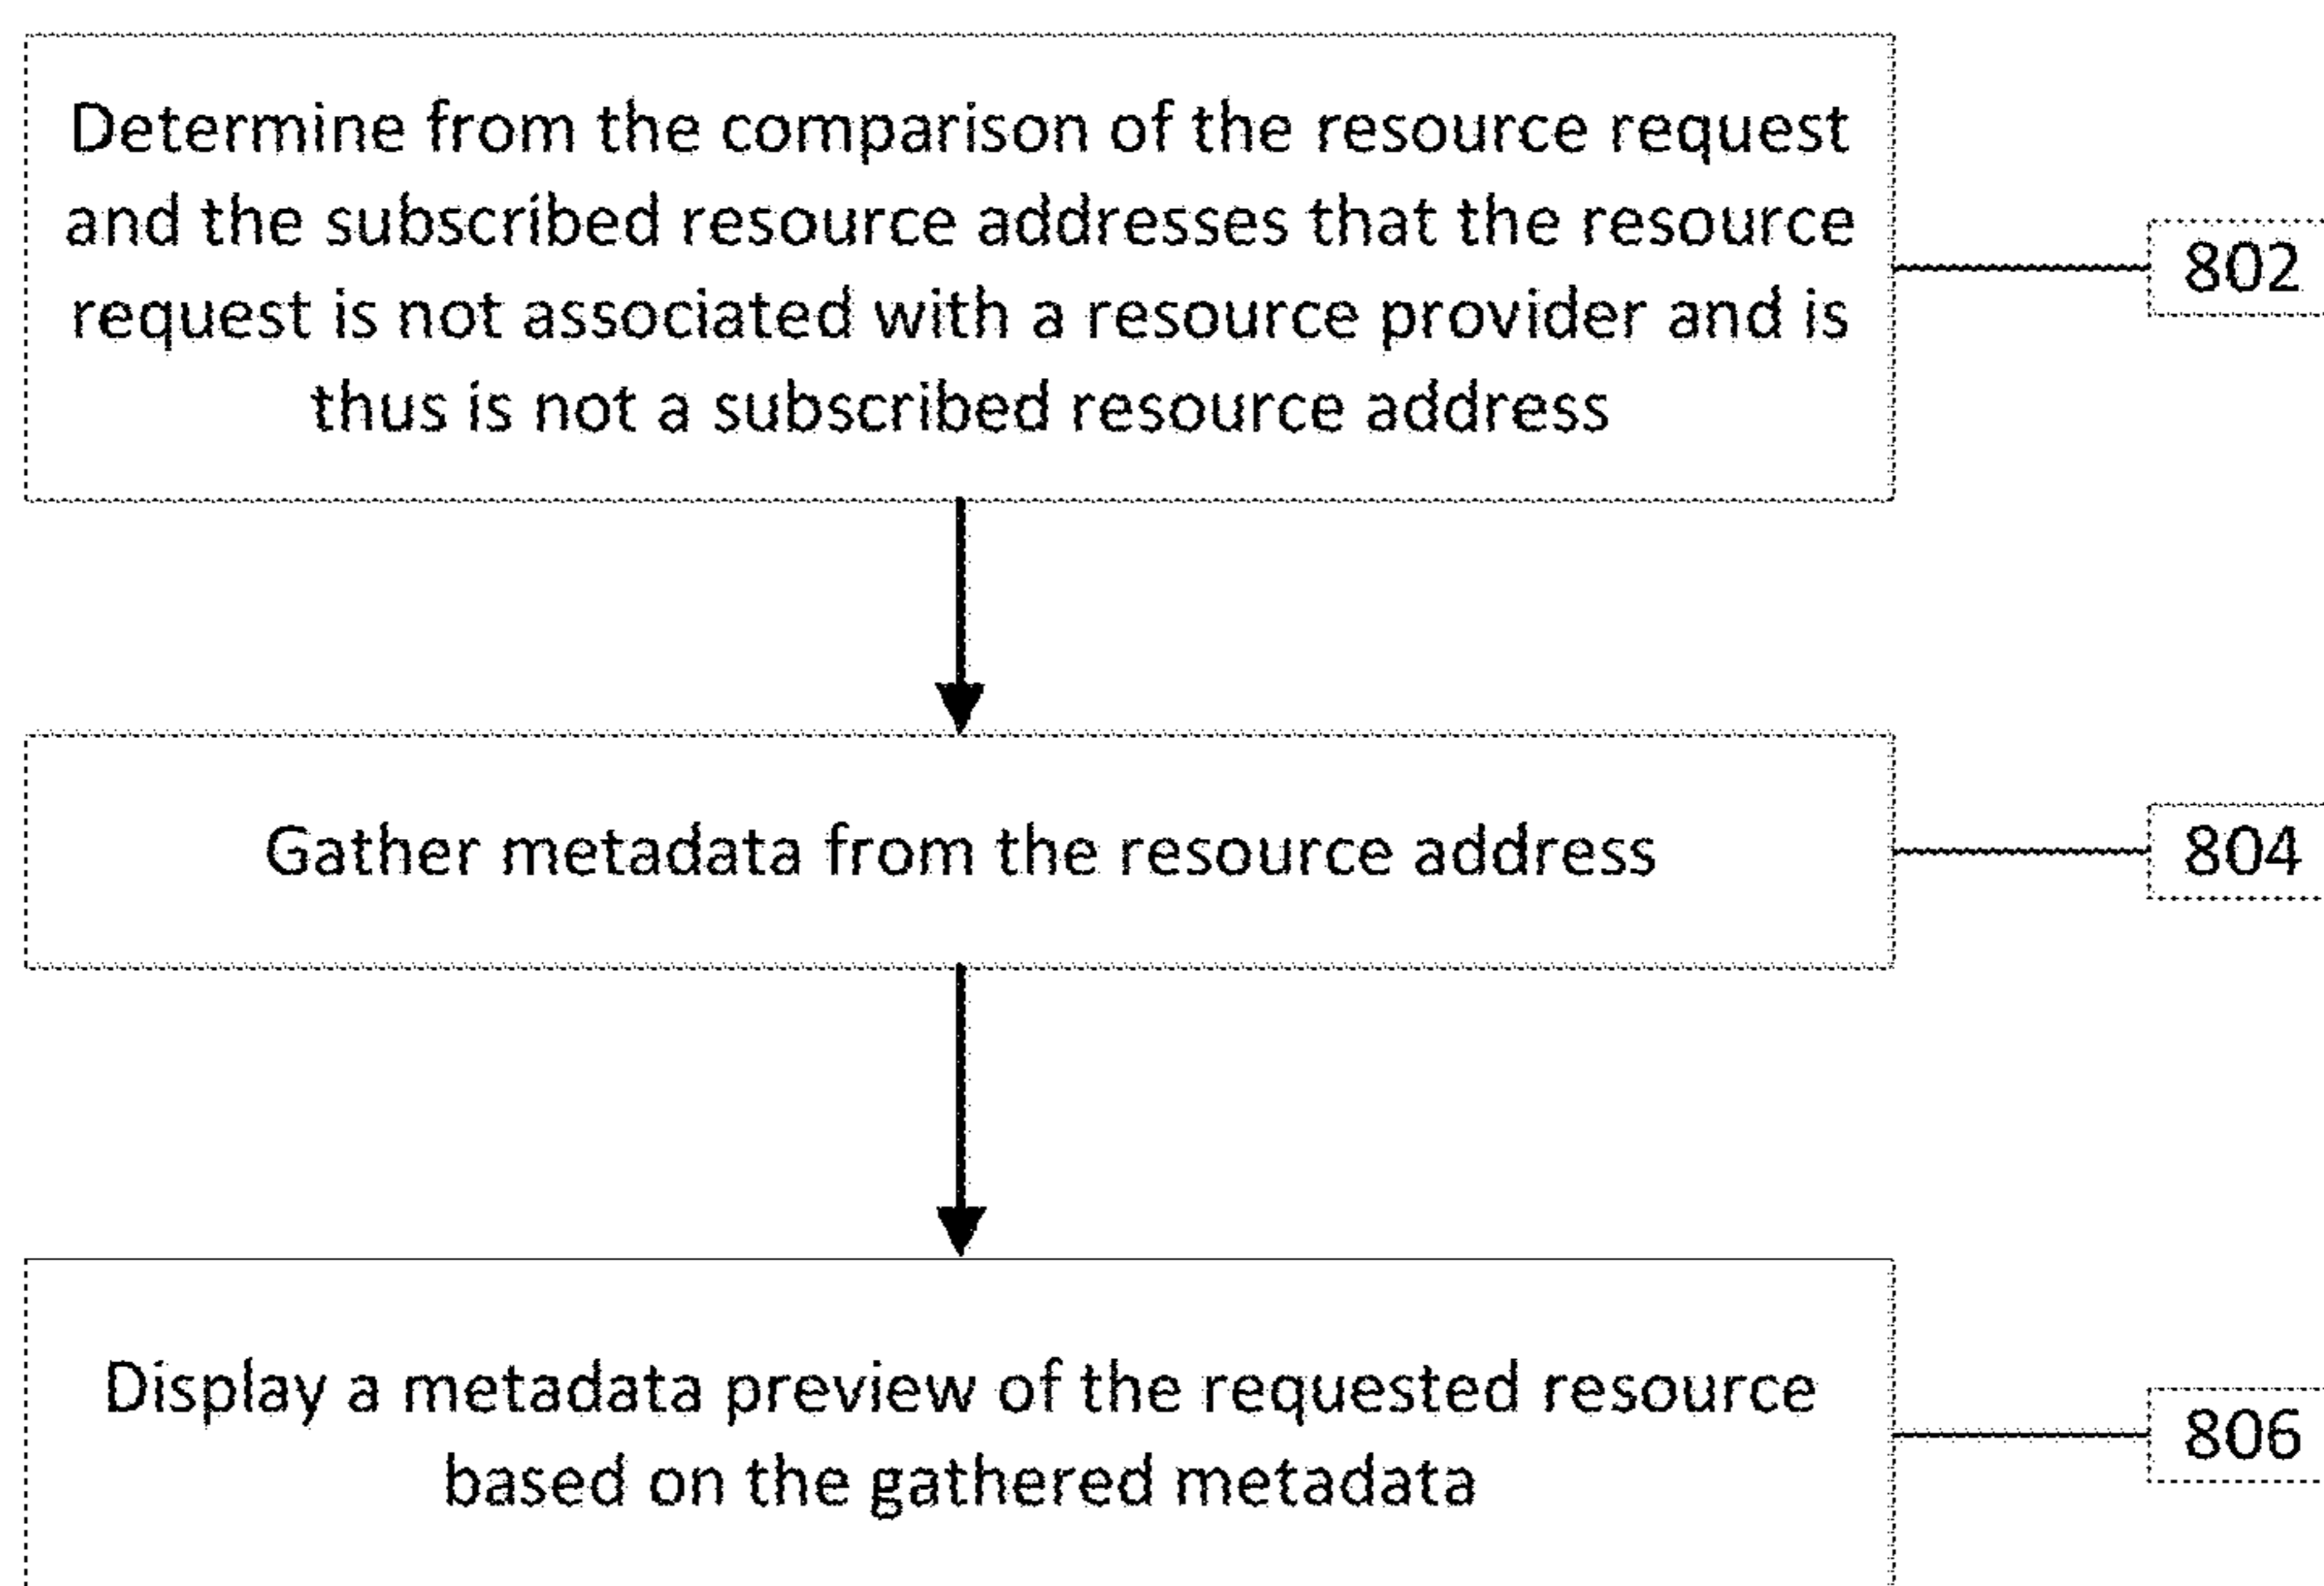 Determine from the comparison of the resource request
and the subscribed resource addresses that the resource
request is not associated with a resource provider and is
thus is not a subscribed resource address
802
Gather metadata from the resource address
804
Display a metadata preview of the requested resource
based on the gathered metadata
806